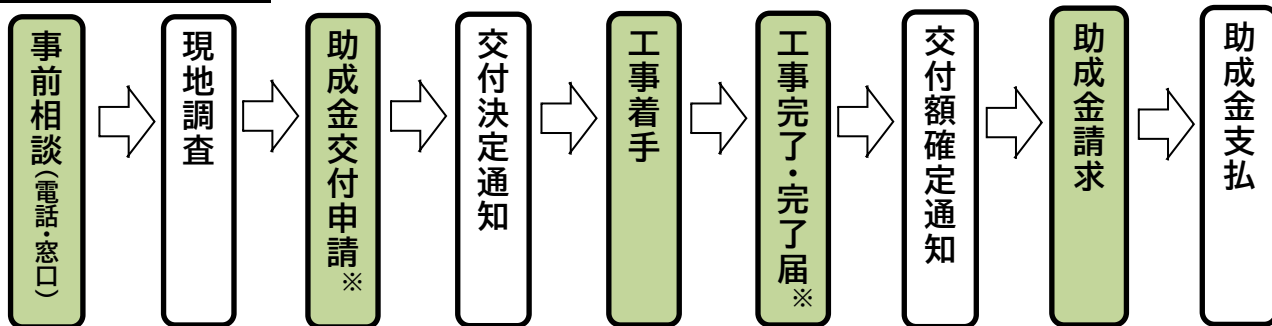 事前相談（電話・窓口）
現地調査
助成金交付申請※
交付決定通知
工事着手
工事完了・完了届※
交付額確定通知
助成金請求
助成金支払